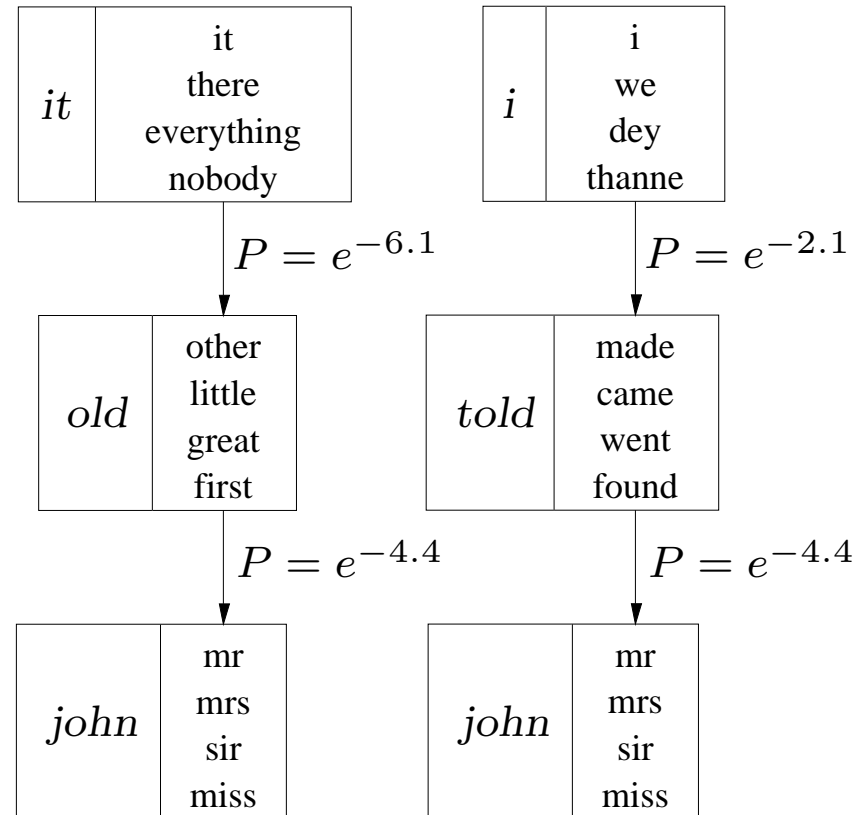 it
it
there
everything
nobody
i
i
we
dey
thanne
P = e^{-6.1}
P = e^{-2.1}
old
other
little
great
first
told
made
came
went
found
P = e^{-4.4}
P = e^{-4.4}
john
mr
mrs
sir
miss
john
mr
mrs
sir
miss